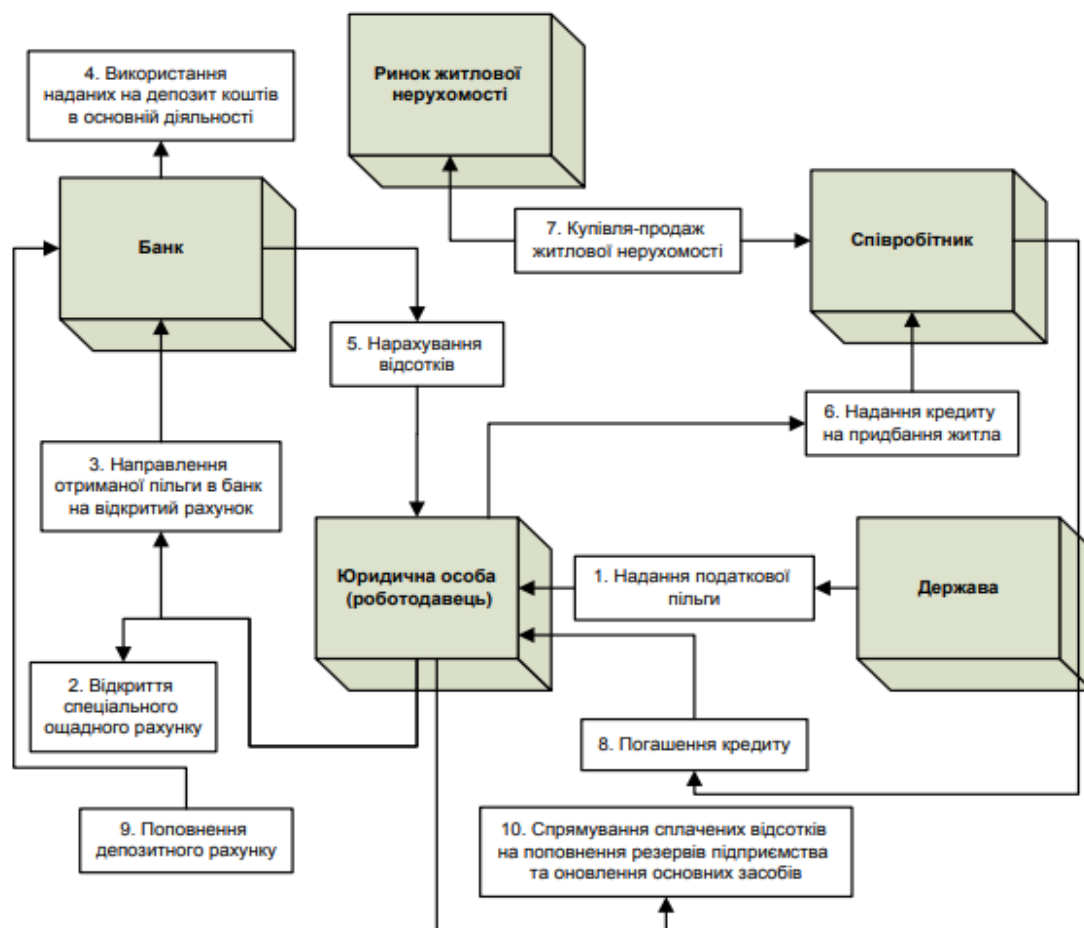 4. Використання
наданих на депозит коштів
в основній діяльності
Ринок житлової
нерухомості
Банк
7. Купівля-продаж
житлової нерухомості
Співробітник
5. Нарахування
відсотків
6. Надання кредиту
на придбання житла
3. Направлення
отриманої пільги в банк
на відкритий рахунок
Юридична особа
(роботодавець)
1. Надання податкової
пільги
Держава
2. Відкриття
спеціального
ощадного рахунку
8. Погашення кредиту
9. Поповнення
депозитного рахунку
10. Спрямування сплачених відсотків
на поповнення резервів підприємства
та оновлення основних засобів